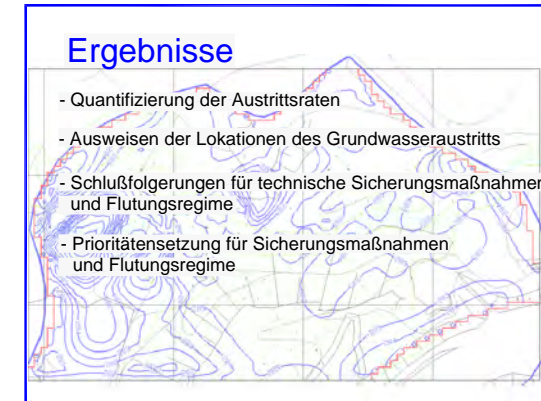 Ergebnisse
- Quantifizierung der Austrittsraten
- Ausweisen der Lokationen des Grundwasseraustritts
- Schlußfolgerungen für technische Sicherungsmaßnahmen
und Flutungsregime
- Prioritätensetzung für Sicherungsmaßnahmen
und Flutungsregime